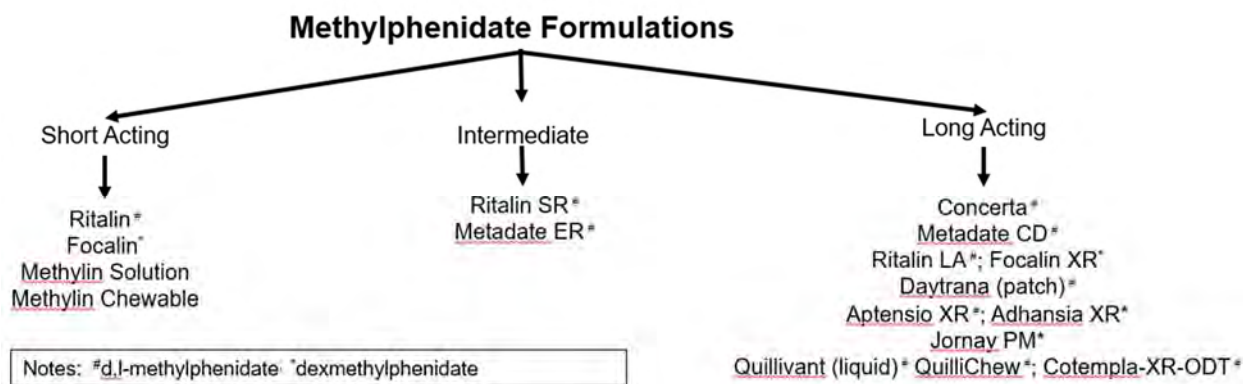 Methylphenidate Formulations
Short Acting
Intermediate
Long Acting
Ritalin#
Focalin*
Methylin Solution
Methylin Chewable
Ritalin SR#
Metadate ER#
Concerta#
Metadate CD#
Ritalin LA#; Focalin XR*
Daytrana (patch)#
Aptensio XR#; Adhansia XR#
Jornay PM#
Quillivant (liquid)# QuilliChew#; Cotempla-XR-ODT#
Notes: #d,l-methylphenidate *dexmethylphenidate